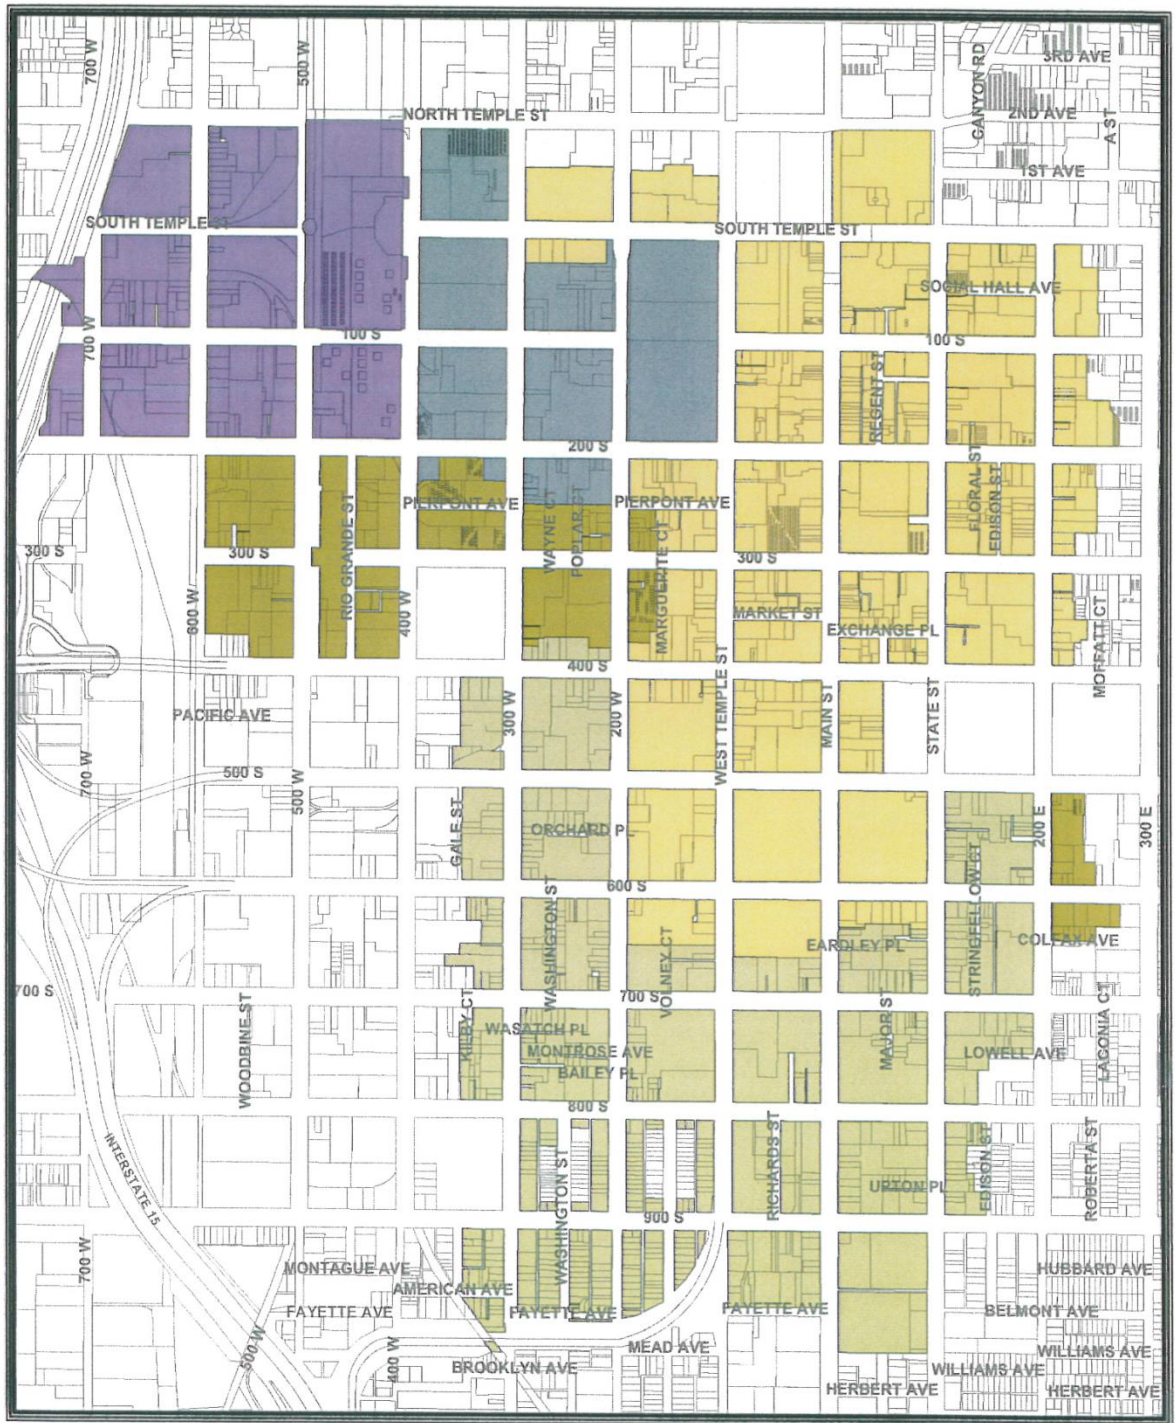 700 W
500 W
CANYON RD
3RD AVE
NORTH TEMPLE ST
2ND AVE
A ST
1ST AVE
SOUTH TEMPLE ST
SOUTH TEMPLE ST
SOCIAL HALL AVE
700 W
100 S
100 S
REGENT ST
200 S
PIERPONT AVE
PIERPONT AVE
RIO GRANDE ST
WAYNE CT
POPLAR ST
FLORAL ST
EDISON ST
300 S
300 S
300 S
MARGUERITE CT
600 W
400 W
MARKET ST
EXCHANGE PL
MOFFATT CT
400 S
PACIFIC AVE
300 W
200 W
WEST TEMPLE ST
MAIN ST
STATE ST
700 W
500 S
500 W
GALE ST
ORCHARD PL
200 E
300 E
600 S
STRINGFELLOW CT
WASHINGTON ST
VOLNEY CT
EARDLEY PL
COLFAX AVE
700 S
700 S
WOODBINE ST
KILBY CT
WASATCH PL
MONTROSE AVE
BAILEY PL
MAJOR ST
LOWELL AVE
LACONIA CT
800 S
INTERSTATE 15
WASHINGTON ST
RICHARDS ST
UPTON PL
EDISON ST
ROBERTA ST
900 S
700 W
MONTAGUE AVE
AMERICAN AVE
HUBBARD AVE
FAYETTE AVE
FAYETTE AVE
FAYETTE AVE
BELMONT AVE
500 W
400 W
MEAD AVE
WILLIAMS AVE
BROOKLYN AVE
WILLIAMS AVE
HERBERT AVE
HERBERT AVE